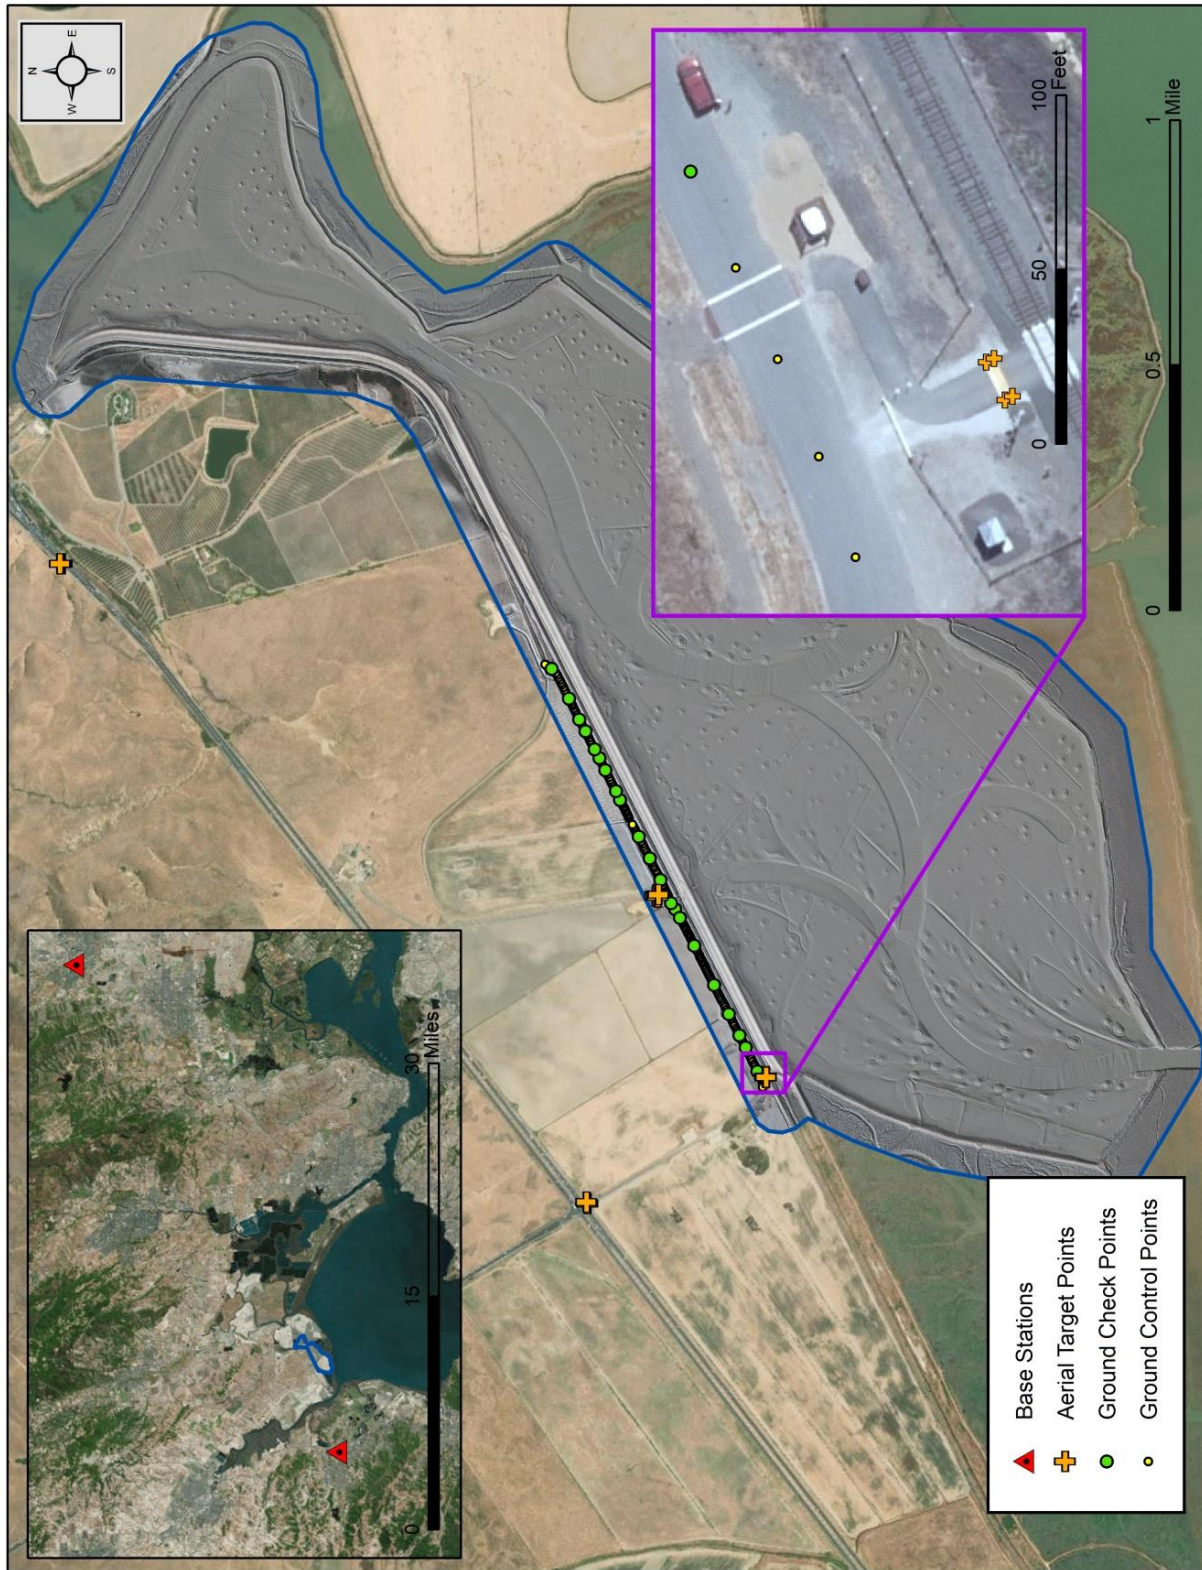 N
W E
S
0 15 30
Miles
0 50 100
Feet
0 0.5 1
Mile
Base Stations
Aerial Target Points
Ground Check Points
Ground Control Points